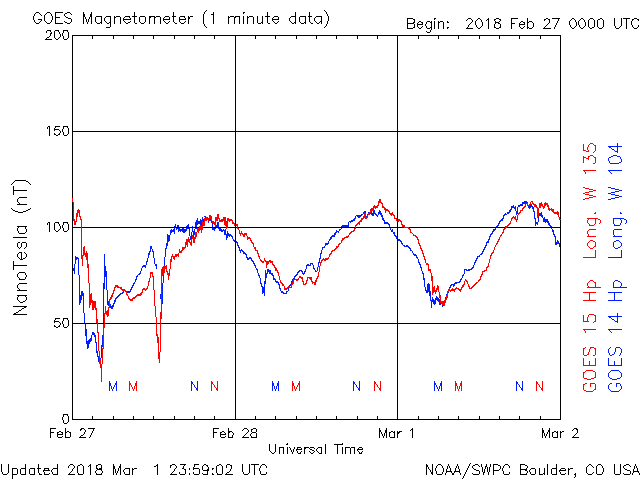 GOES Magnetometer (1 minute data)
Begin: 2018 Feb 27 0000 UTC
200
150
100
50
0
NanoTesla (nT)
M M N N M M N N M M N N
Feb 27 Feb 28 Mar 1 Mar 2
Universal Time
GOES 15 Hp Long. W 135
GOES 14 Hp Long. W 104
Updated 2018 Mar 1 23:59:02 UTC
NOAA/SWPC Boulder, CO USA